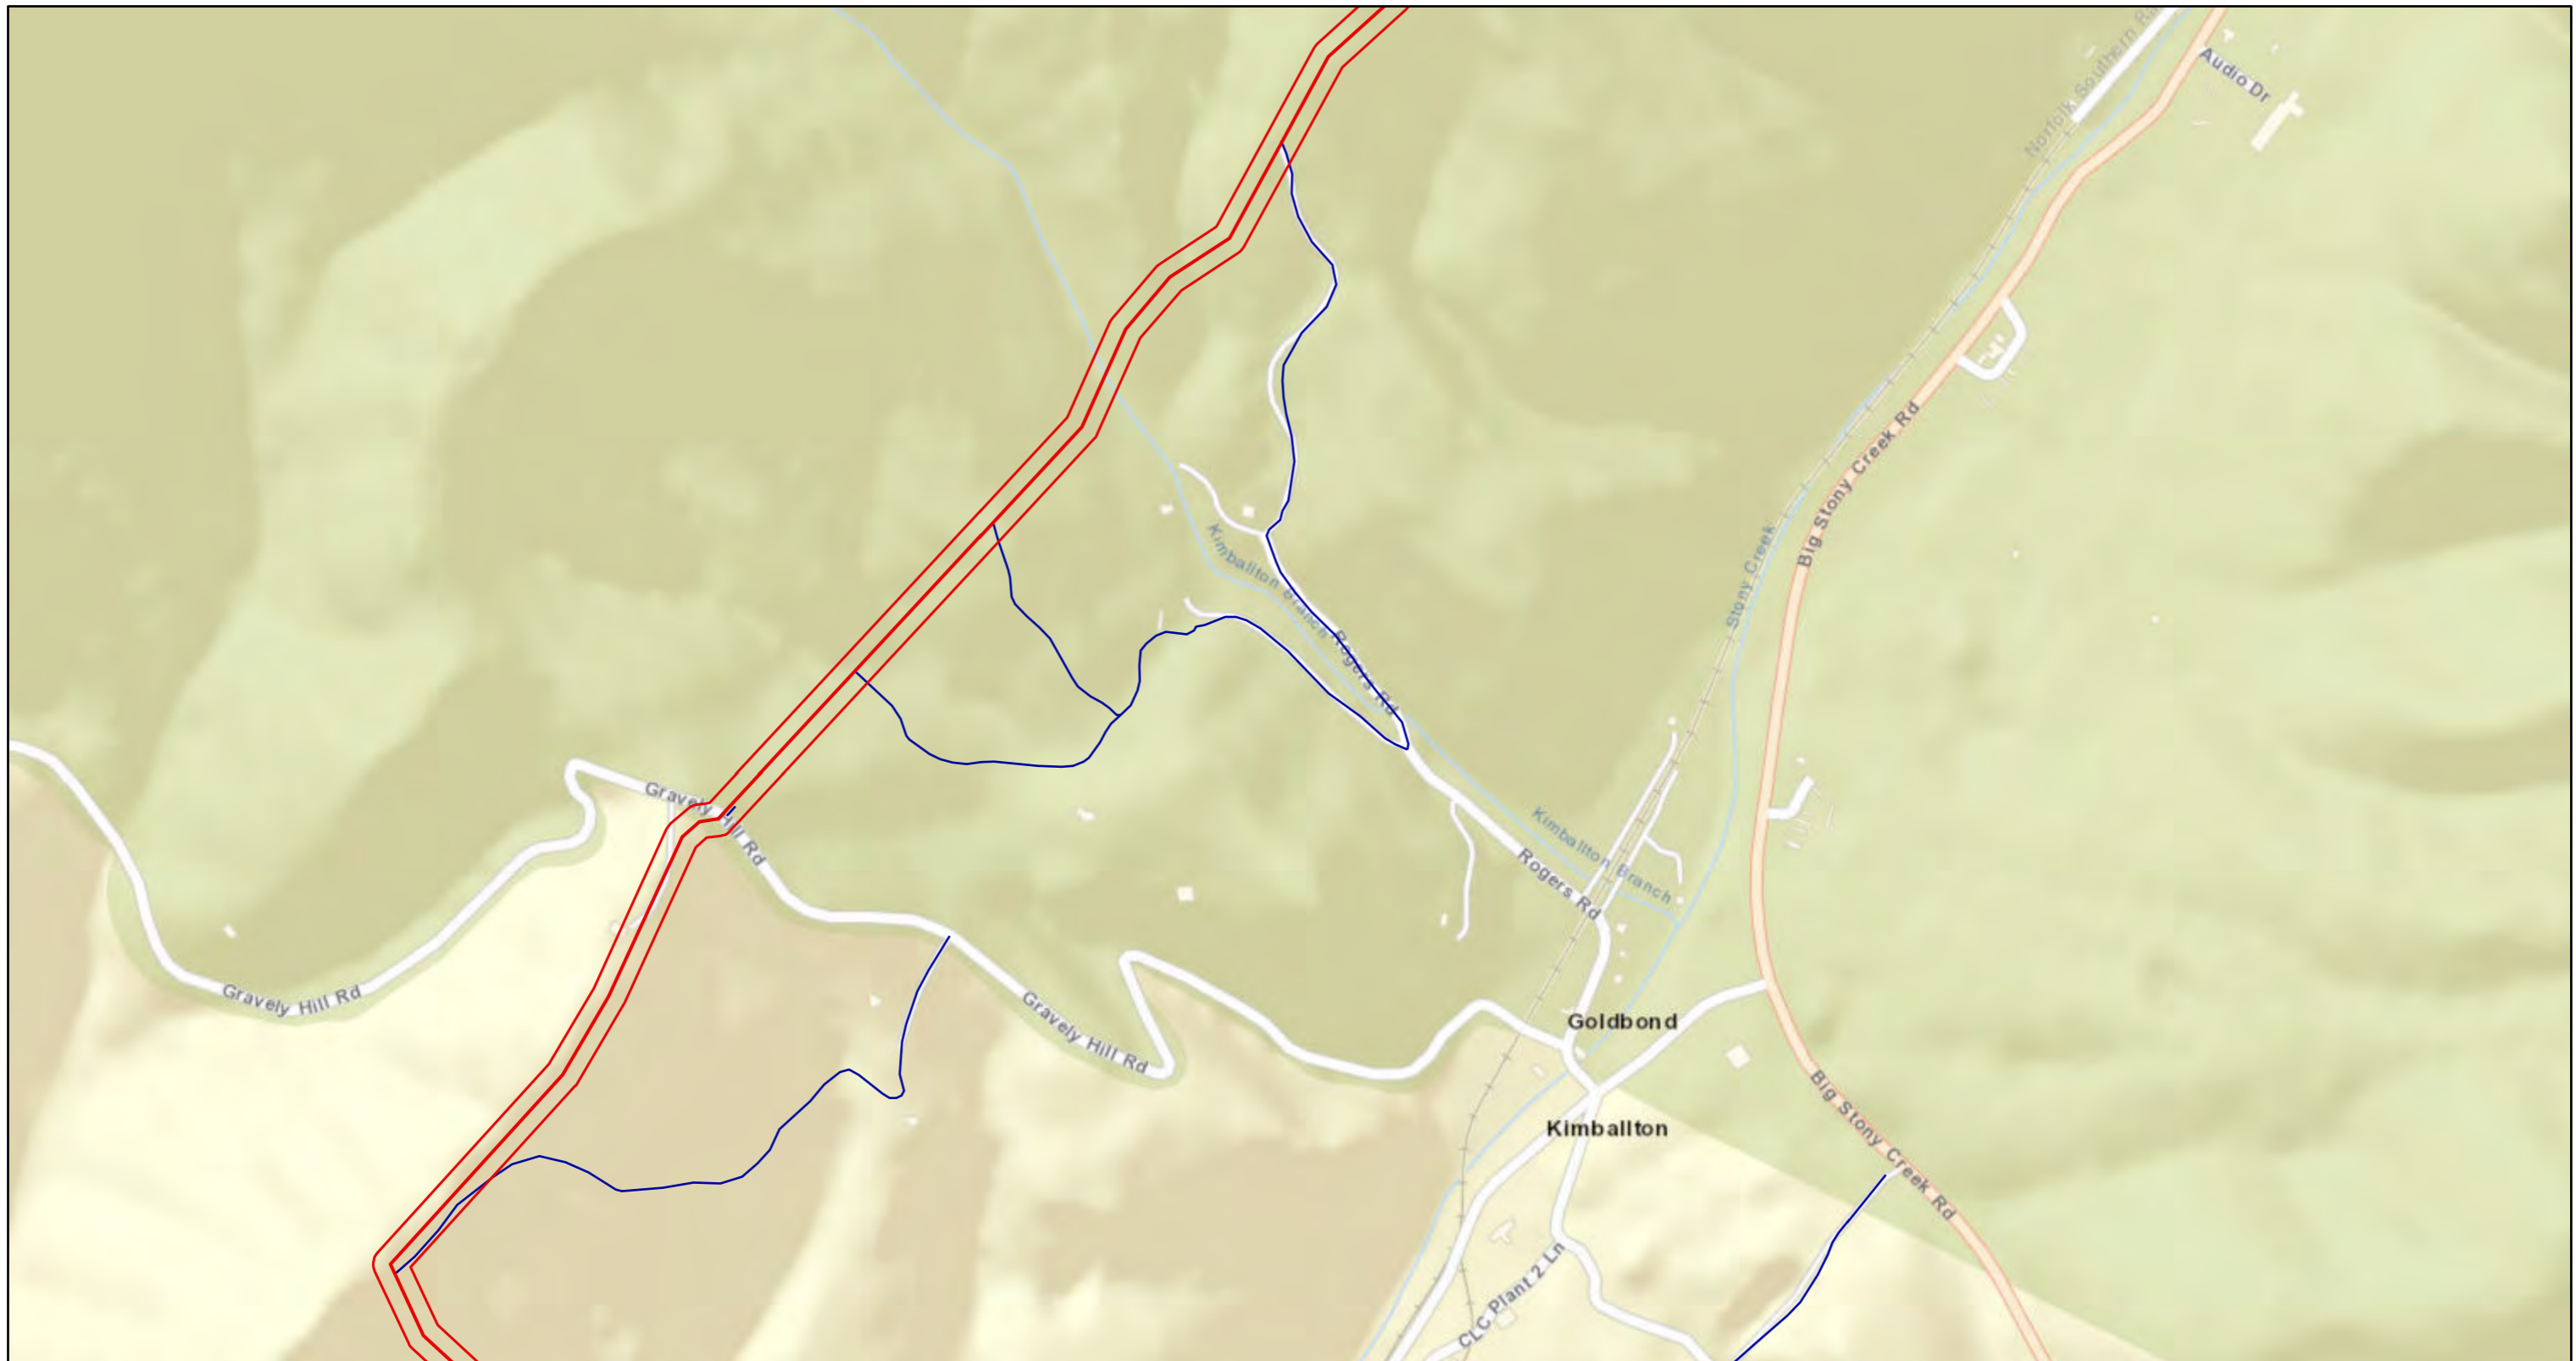 Norfolk Southern Ra
Audio Dr
Big Stony Creek Rd
Stony Creek
Kimballton Branch
Rogers Rd
Gravely Hill Rd
Kimballton Branch
Rogers Rd
Gravely Hill Rd
Gravely Hill Rd
Goldbond
Big Stony Creek Rd
Kimballton
CLC Plant 2 Ln